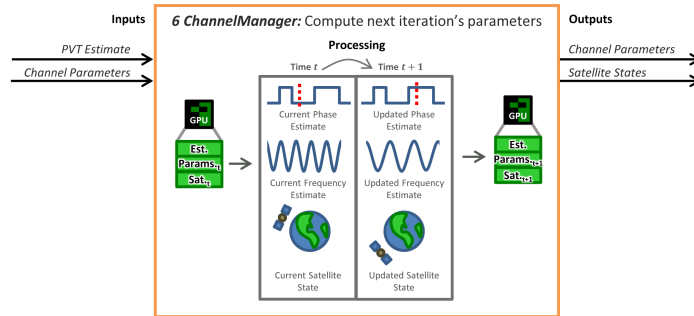 Inputs
6 ChannelManager: Compute next iteration's parameters
Outputs
PVT Estimate
Channel Parameters
Processing
Time t
Time t + 1
Channel Parameters
Satellite States
GPU
Est.
Params.t
Sat.t
Current Phase
Estimate
Updated Phase
Estimate
Current Frequency
Estimate
Updated Frequency
Estimate
Current Satellite
State
Updated Satellite
State
GPU
Est.
Params.t+1
Sat.t+1